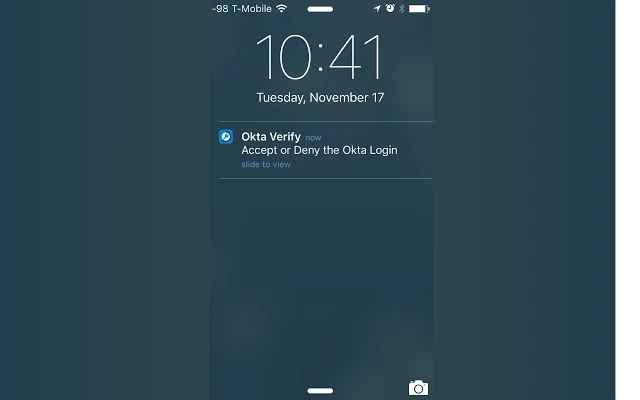 -98 T-Mobile
10:41
Tuesday, November 17
Okta Verify now
Accept or Deny the Okta Login
slide to view